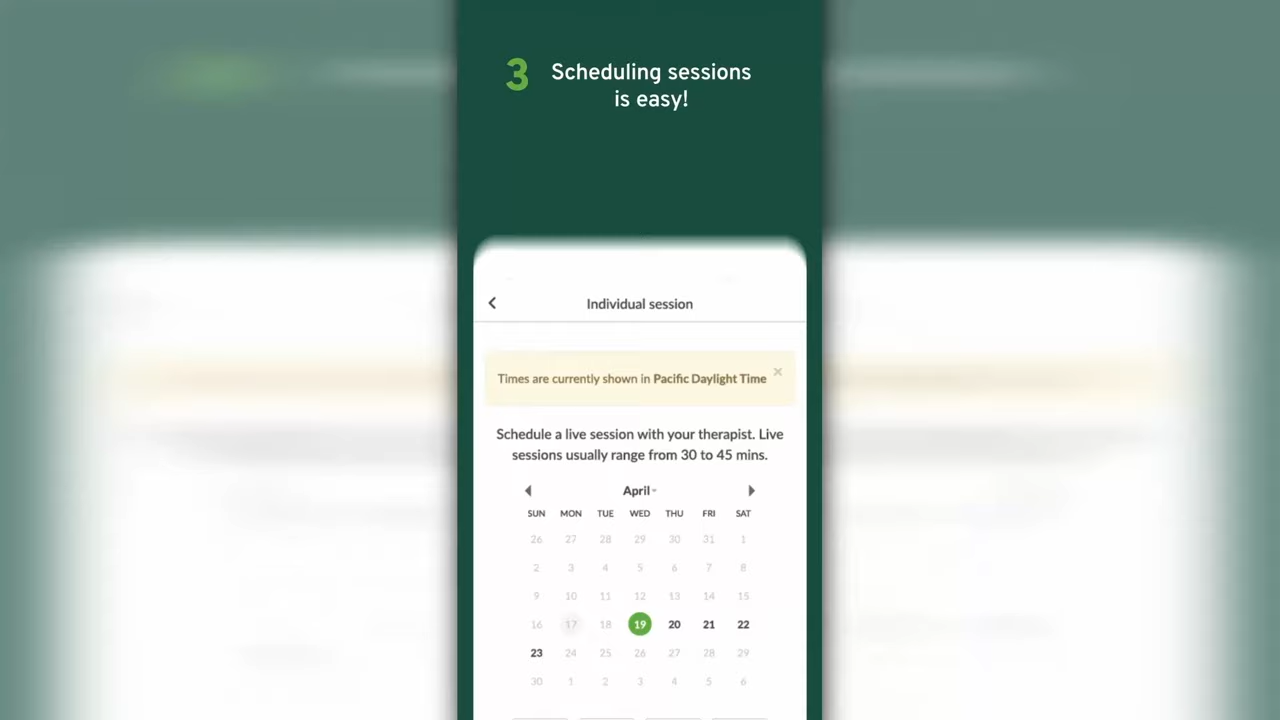 3 Scheduling sessions
is easy!
Individual session
Times are currently shown in Pacific Daylight Time ×
Schedule a live session with your therapist. Live
sessions usually range from 30 to 45 mins.
April
SUN MON TUE WED THU FRI SAT
26 27 28 29 30 31 1
2 3 4 5 6 7 8
9 10 11 12 13 14 15
16 17 18 19 20 21 22
23 24 25 26 27 28 29
30 1 2 3 4 5 6